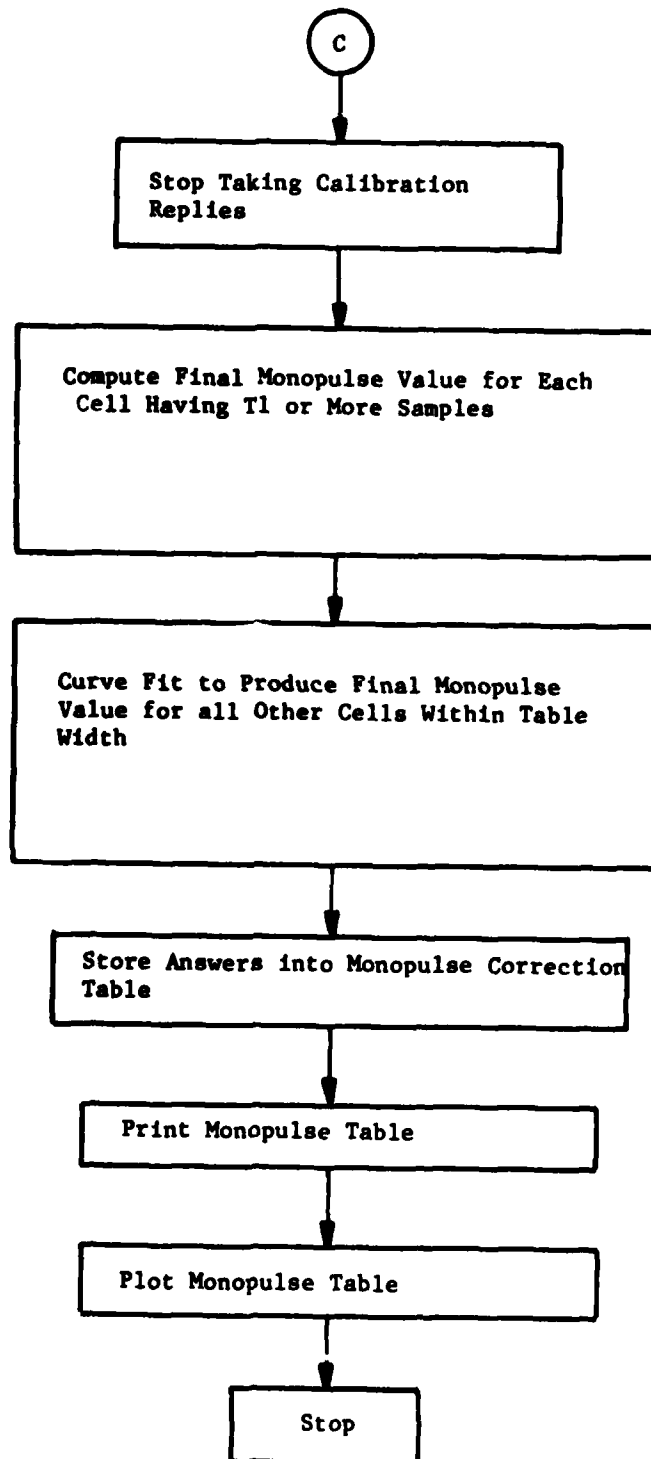 C
Stop Taking Calibration
Replies
Compute Final Monopulse Value for Each
Cell Having T1 or More Samples
Curve Fit to Produce Final Monopulse
Value for all Other Cells Within Table
Width
Store Answers into Monopulse Correction
Table
Print Monopulse Table
Plot Monopulse Table
Stop